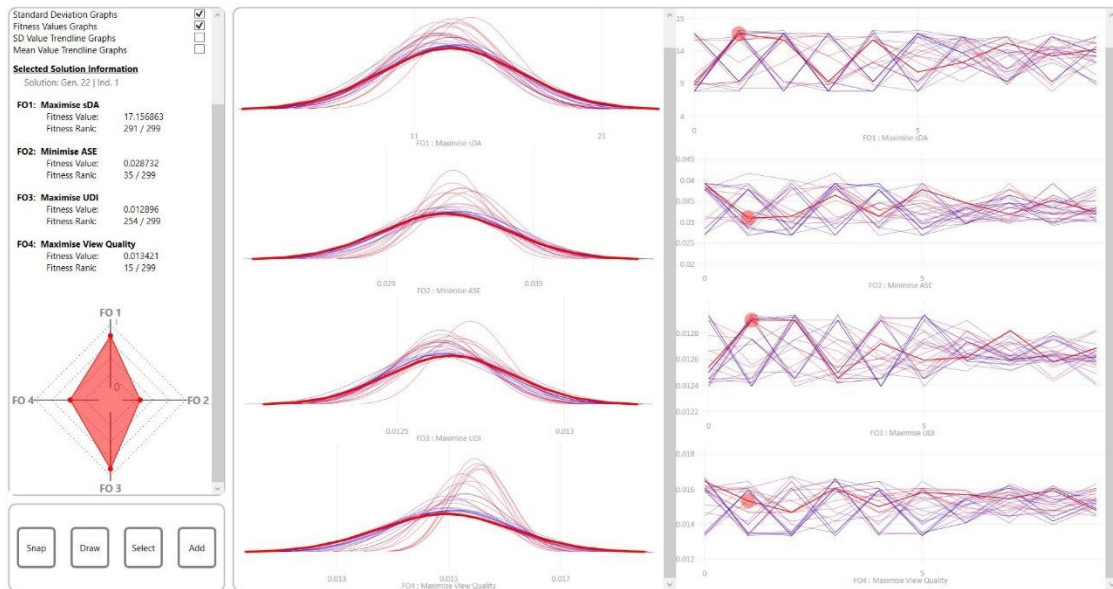 Standard Deviation Graphs
Fitness Values Graphs
SD Value Trendline Graphs
Mean Value Trendline Graphs
Selected Solution Information
Solution: Gen. 22 | Ind. 1
FO1: Maximise sDA
Fitness Value: 17.156863
Fitness Rank: 291 / 299
FO2: Minimise ASE
Fitness Value: 0.028732
Fitness Rank: 35 / 299
FO3: Maximise UDI
Fitness Value: 0.012896
Fitness Rank: 254 / 299
FO4: Maximise View Quality
Fitness Value: 0.013421
Fitness Rank: 15 / 299
FO 1
1
0
FO 4
FO 2
FO 3
Snap
Draw
Select
Add
11 21
FO1 : Maximise sDA
0.029 0.039
FO2 : Minimise ASE
0.0125 0.013
FO3 : Maximise UDI
0.013 0.015 0.017
FO4 : Maximise View Quality
14
9
4
0 5
FO1 : Maximise sDA
0.045
0.04
0.035
0.03
0.025
0.02
0 5
FO2 : Minimise ASE
0.0128
0.0126
0.0124
0.0122
0 5
FO3 : Maximise UDI
0.018
0.016
0.014
0.012
0 5
FO4 : Maximise View Quality